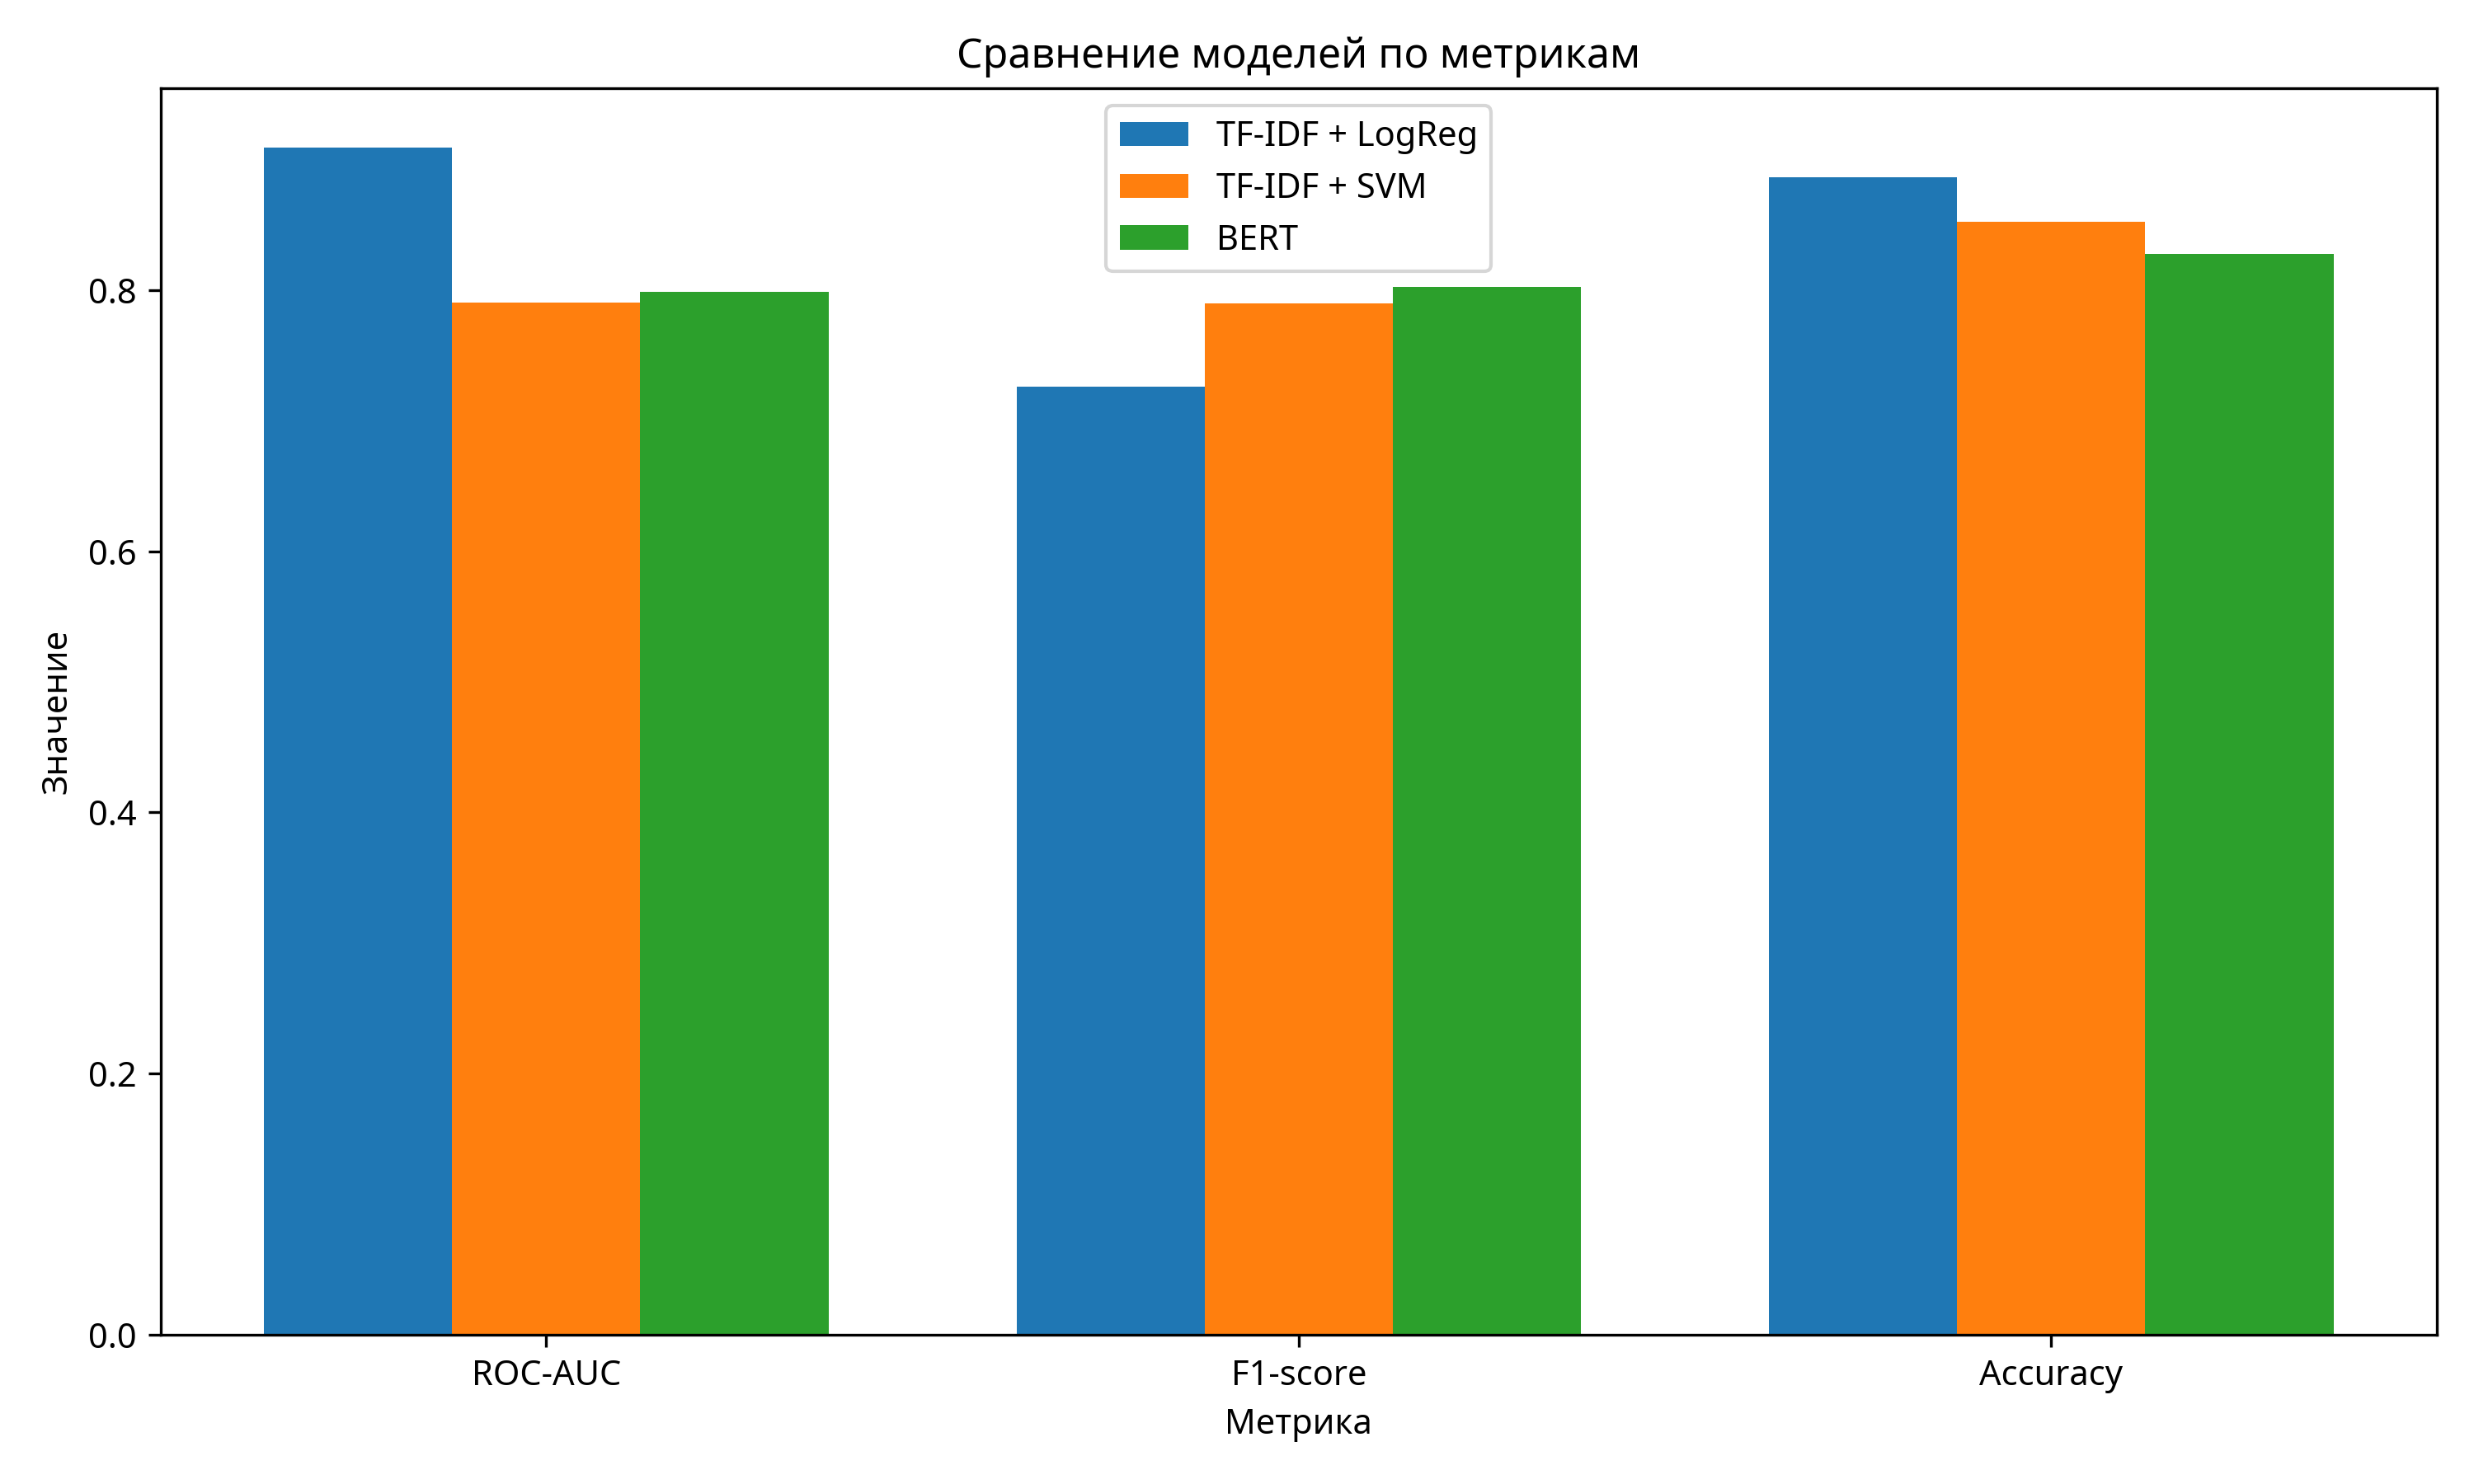 Сравнение моделей по метрикам
TF-IDF + LogReg
TF-IDF + SVM
BERT
Значение
0.8
0.6
0.4
0.2
0.0
ROC-AUC
F1-score
Accuracy
Метрика